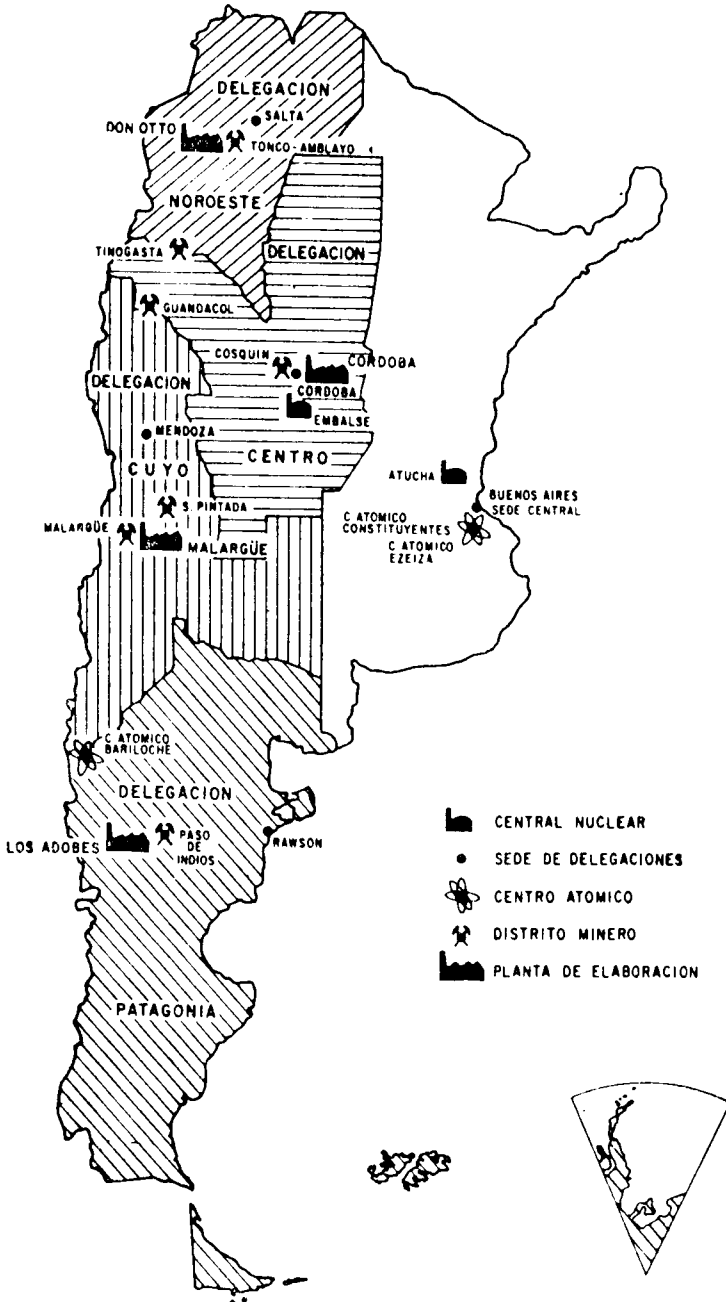 DELEGACION
SALTA
DON OTTO
TONCO-AMBLAYO
NOROESTE
TINOGASTA
DELEGACION
GUANDACOL
COSQUIN
CORDOBA
DELEGACION
CORDOBA
EMBALSE
MENDOZA
CENTRO
CUYO
ATUCHA
BUENOS AIRES
SEDE CENTRAL
S. PINTADA
MALARGÜE
MALARGÜE
C ATOMICO
CONSTITUYENTES
C ATOMICO
EZEIZA
C ATOMICO
BARILOCHE
DELEGACION
LOS ADOBES
PASO
DE
INDIOS
RAWSON
PATAGONIA
CENTRAL NUCLEAR
SEDE DE DELEGACIONES
CENTRO ATOMICO
DISTRITO MINERO
PLANTA DE ELABORACION